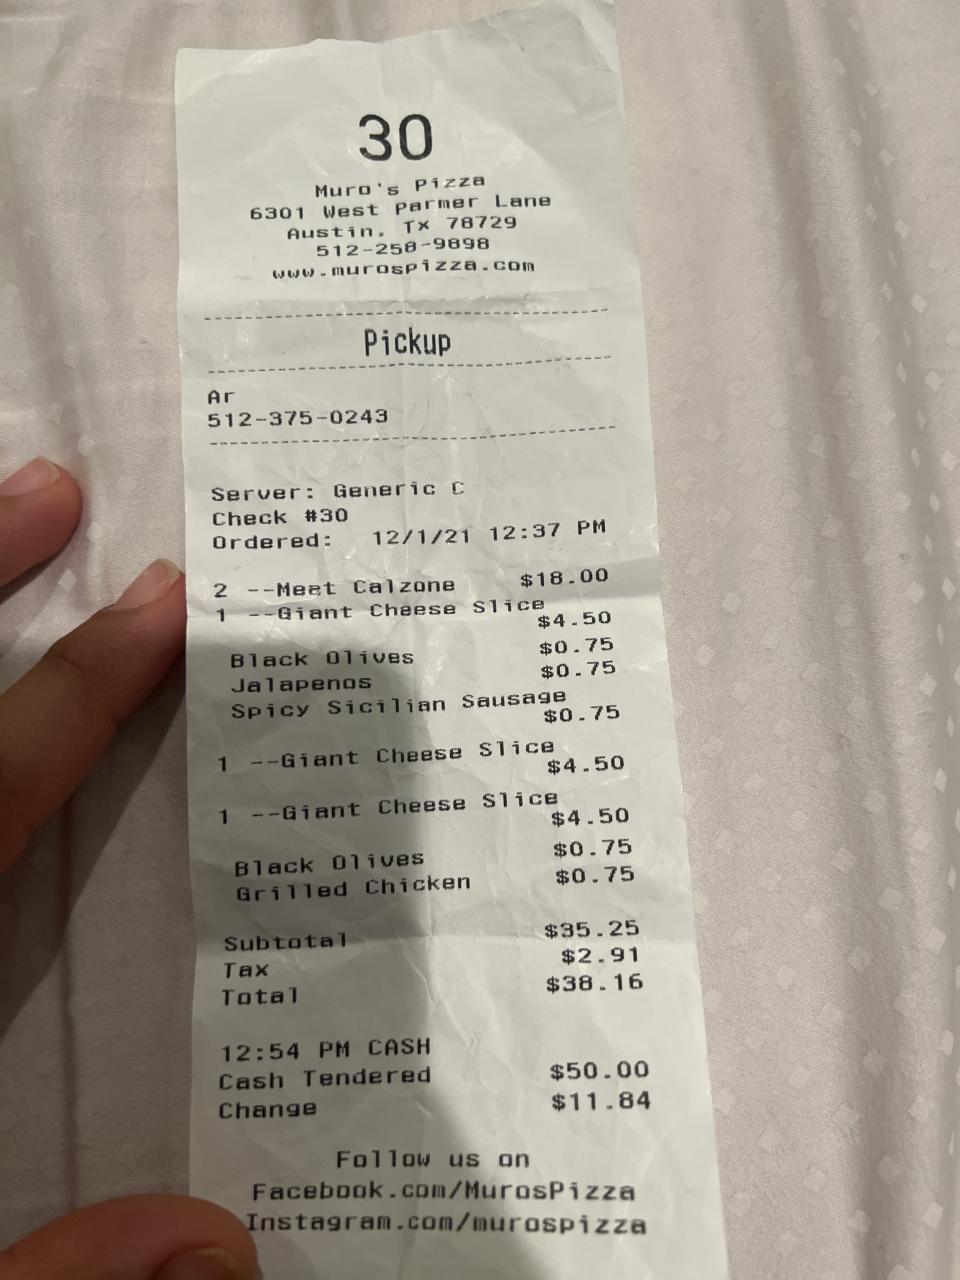 30
Muro's Pizza
6301 West Parmer Lane
Austin, Tx 78729
512-258-9898
www.murospizza.com
Pickup
Ar
512-375-0243
Server: Generic C
Check #30
Ordered: 12/1/21 12:37 PM
2 --Meat Calzone $18.00
1 --Giant Cheese Slice
$4.50
Black Olives $0.75
Jalapenos $0.75
Spicy Sicilian Sausage
$0.75
1 --Giant Cheese Slice
$4.50
1 --Giant Cheese Slice
$4.50
Black Olives $0.75
Grilled Chicken $0.75
Subtotal $35.25
Tax $2.91
Total $38.16
12:54 PM CASH
Cash Tendered $50.00
Change $11.84
Follow us on
Facebook.com/MurosPizza
Instagram.com/murospizza